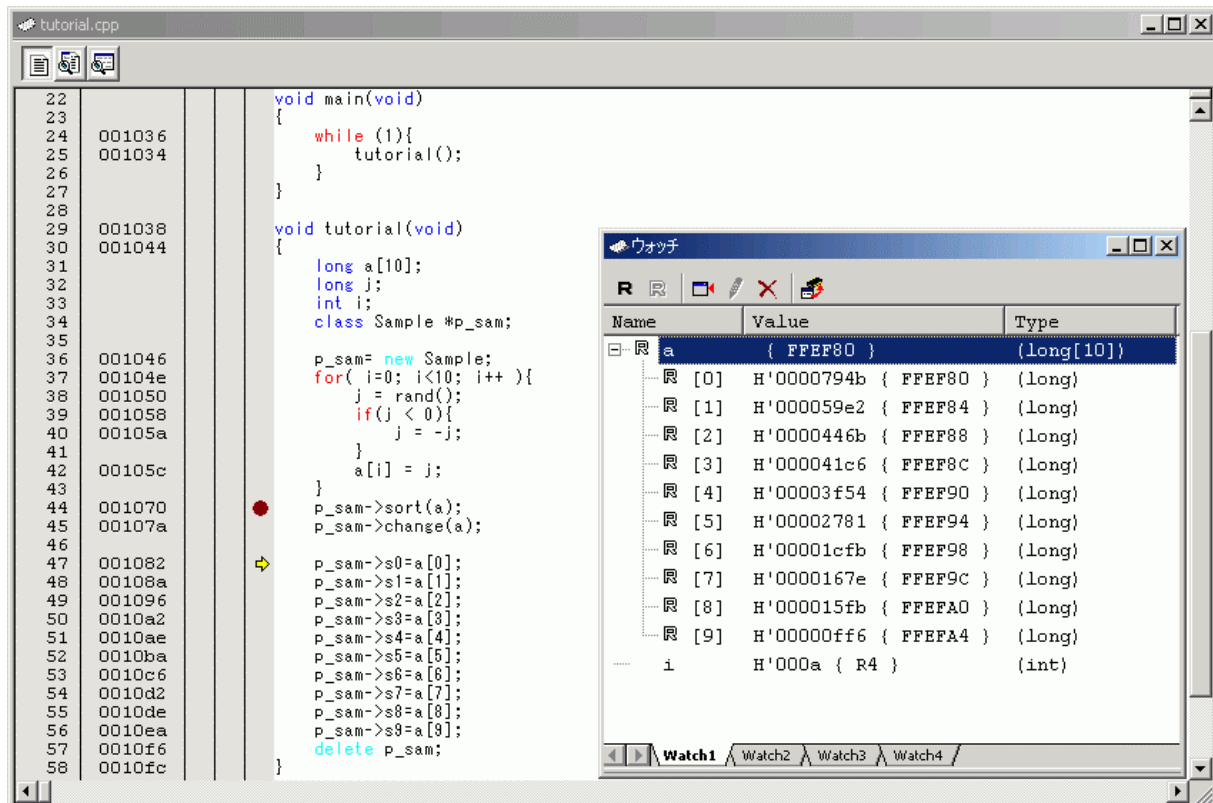 tutorial.cpp
22 void main(void)
23 {
24 001036 while (1){
25 001034 tutorial();
26 }
27 }
28
29 001038 void tutorial(void)
30 001044 {
31 long a[10];
32 long j;
33 int i;
34 class Sample *p_sam;
35
36 001046 p_sam= new Sample;
37 00104e for( i=0; i<10; i++ ){
38 001050 j = rand();
39 001058 if(j < 0){
40 00105a j = -j;
41 }
42 00105c a[i] = j;
43 }
44 001070 p_sam->sort(a);
45 00107a p_sam->change(a);
46
47 001082 p_sam->s0=a[0];
48 00108a p_sam->s1=a[1];
49 001096 p_sam->s2=a[2];
50 0010a2 p_sam->s3=a[3];
51 0010ae p_sam->s4=a[4];
52 0010ba p_sam->s5=a[5];
53 0010c6 p_sam->s6=a[6];
54 0010d2 p_sam->s7=a[7];
55 0010de p_sam->s8=a[8];
56 0010ea p_sam->s9=a[9];
57 0010f6 delete p_sam;
58 0010fc }
ウォッチ
R R
Name Value Type
R a { FFEF80 } (long[10])
R [0] H'0000794b { FFEF80 } (long)
R [1] H'000059e2 { FFEF84 } (long)
R [2] H'0000446b { FFEF88 } (long)
R [3] H'000041c6 { FFEF8C } (long)
R [4] H'00003f54 { FFEF90 } (long)
R [5] H'00002781 { FFEF94 } (long)
R [6] H'00001cfb { FFEF98 } (long)
R [7] H'0000167e { FFEF9C } (long)
R [8] H'000015fb { FFEFA0 } (long)
R [9] H'00000ff6 { FFEFA4 } (long)
i H'000a { R4 } (int)
Watch1 Watch2 Watch3 Watch4